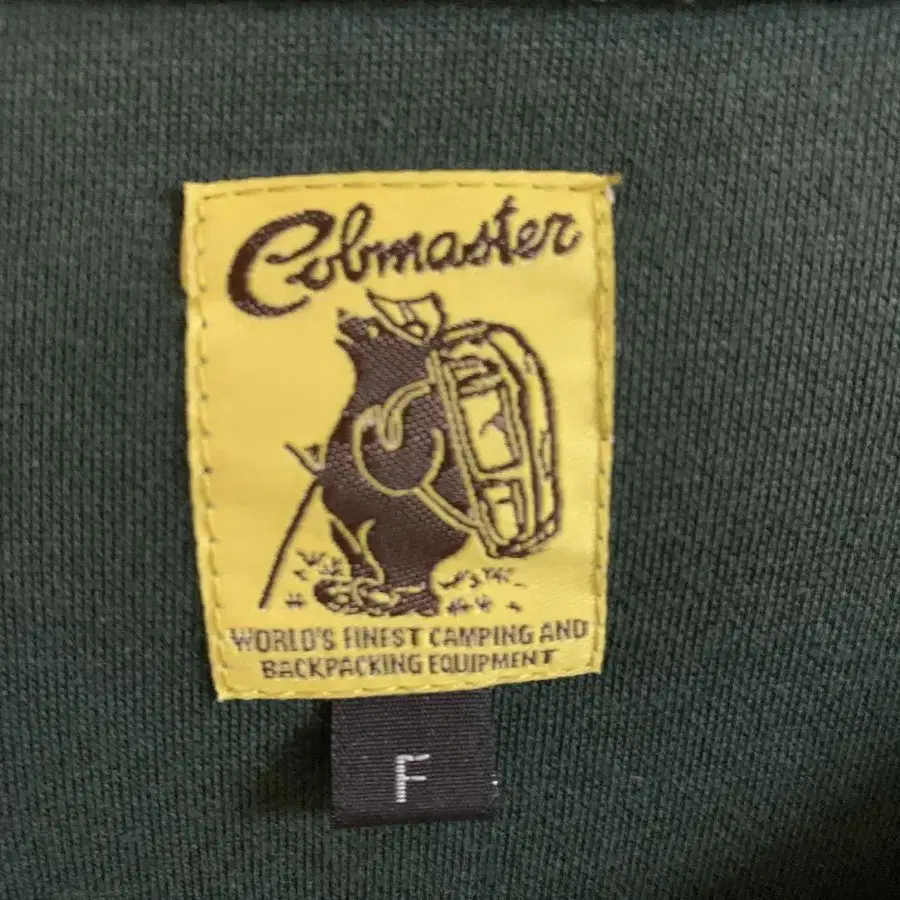 Cobmaster
WORLD'S FINEST CAMPING AND
BACKPACKING EQUIPMENT
F